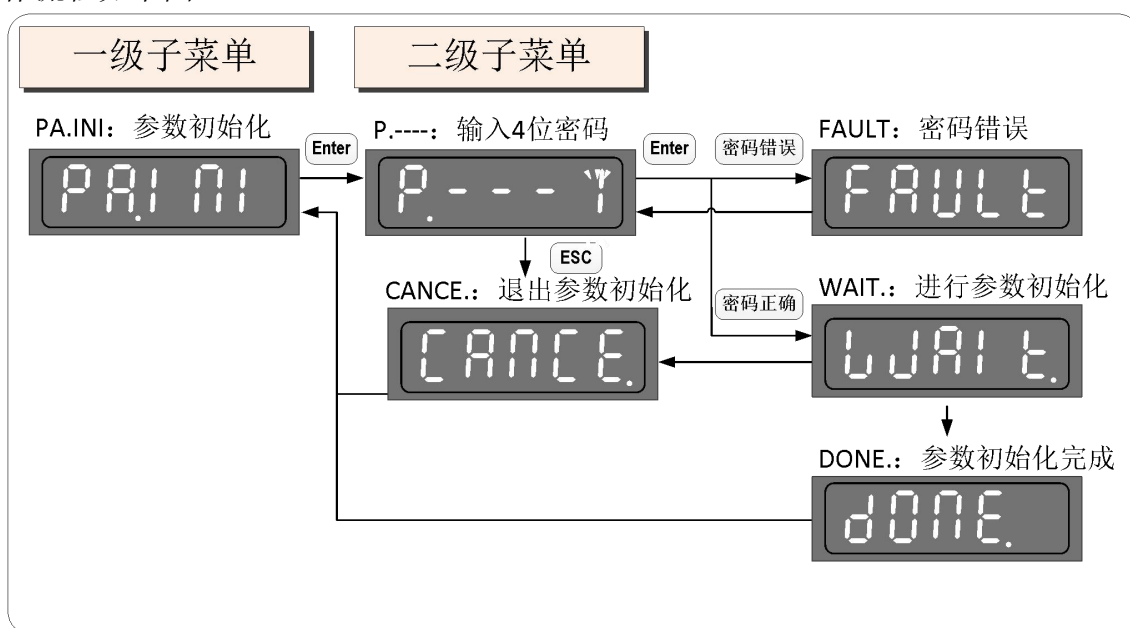 一级子菜单
二级子菜单
PA.INI：参数初始化
P.----：输入4位密码
FAULT：密码错误
Enter
Enter
密码错误
PA.INI
P.---
FAULt
ESC
CANCE.：退出参数初始化
密码正确
WAIT.：进行参数初始化
CANCE.
WAIt.
DONE.：参数初始化完成
dONE.